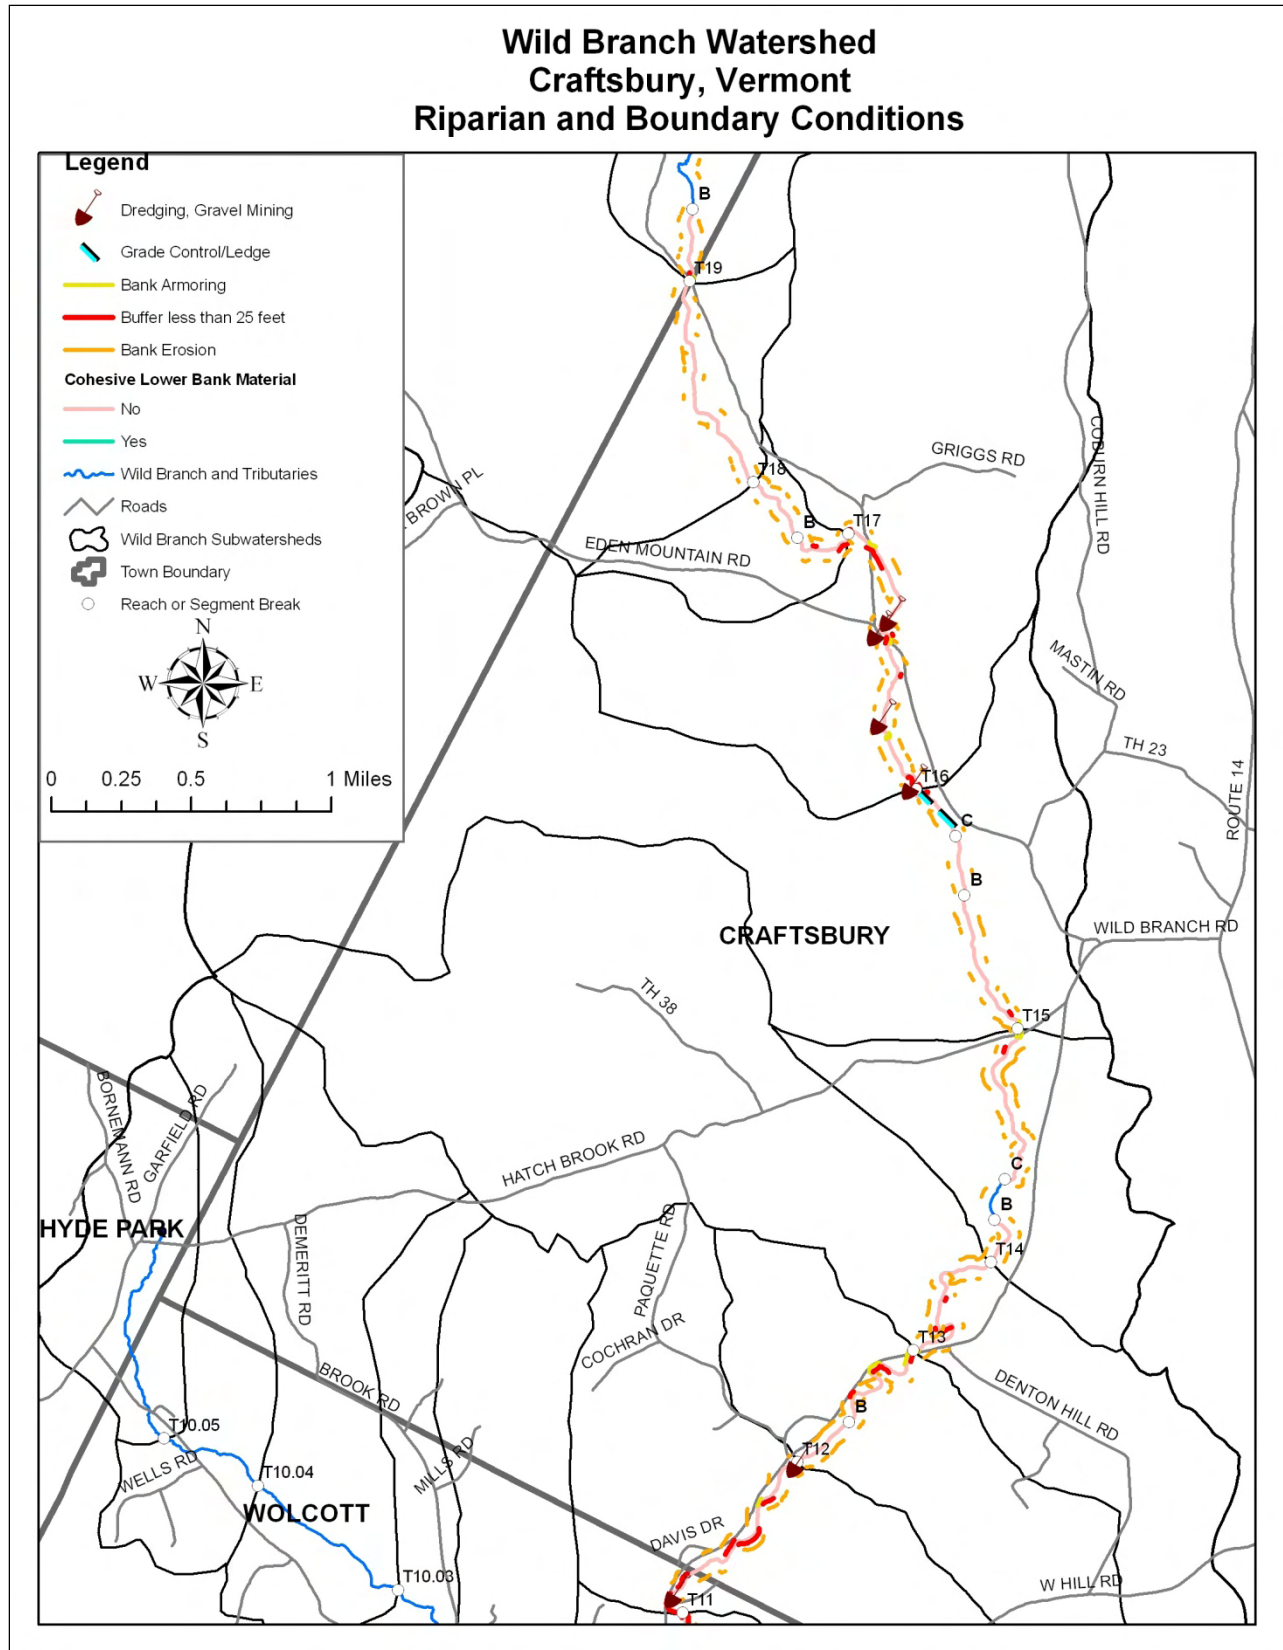 Wild Branch Watershed
Craftsbury, Vermont
Riparian and Boundary Conditions
Legend
Dredging, Gravel Mining
Grade Control/Ledge
Bank Armoring
Buffer less than 25 feet
Bank Erosion
Cohesive Lower Bank Material
No
Yes
Wild Branch and Tributaries
Roads
Wild Branch Subwatersheds
Town Boundary
Reach or Segment Break
N
W E
S
0 0.25 0.5 1 Miles
B
T19
GRIGGS RD
COBURN HILL RD
T18
BROWN PL
B
T17
EDEN MOUNTAIN RD
MASTIN RD
TH 23
ROUTE 14
T16
C
B
WILD BRANCH RD
CRAFTSBURY
TH 38
T15
BORNEMANN RD
GARFIELD RD
HATCH BROOK RD
C
B
HYDE PARK
DEMERITT RD
PAQUETTE RD
T14
COCHRAN DR
T13
BROOK RD
DENTON HILL RD
B
T10.05
T12
WELLS RD
MILLS RD
T10.04
WOLCOTT
DAVIS DR
T10.03
W HILL RD
T11